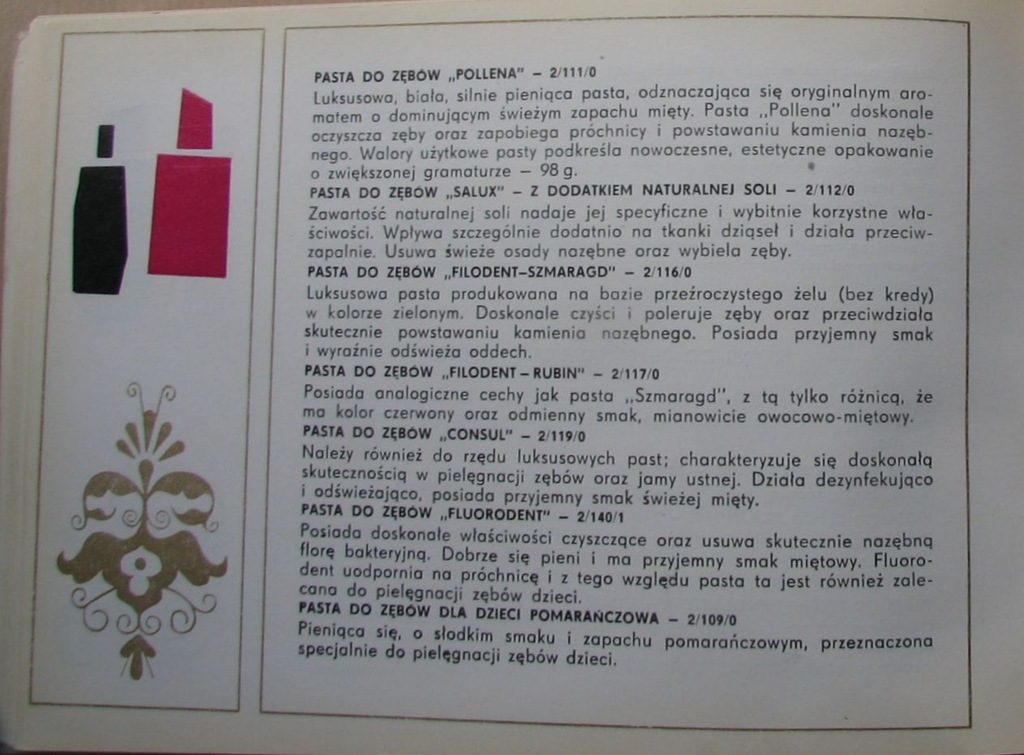 PASTA DO ZĘBÓW „POLLENA" – 2/111/0
Luksusowa, biała, silnie pieniąca pasta, odznaczająca się oryginalnym aro-
matem o dominującym świeżym zapachu mięty. Pasta „Pollena" doskonale
oczyszcza zęby oraz zapobiega próchnicy i powstawaniu kamienia nazęb-
nego. Walory użytkowe pasty podkreśla nowoczesne, estetyczne opakowanie
o zwiększonej gramaturze – 98 g.
PASTA DO ZĘBÓW „SALUX" – Z DODATKIEM NATURALNEJ SOLI – 2/112/0
Zawartość naturalnej soli nadaje jej specyficzne i wybitnie korzystne wła-
ściwości. Wpływa szczególnie dodatnio na tkanki dziąseł i działa przeciw-
zapalnie. Usuwa świeże osady nazębne oraz wybiela zęby.
PASTA DO ZĘBÓW „FILODENT–SZMARAGD" – 2/116/0
Luksusowa pasta produkowana na bazie przeźroczystego żelu (bez kredy)
w kolorze zielonym. Doskonale czyści i poleruje zęby oraz przeciwdziała
skutecznie powstawaniu kamienia nazębnego. Posiada przyjemny smak
i wyraźnie odświeża oddech.
PASTA DO ZĘBÓW „FILODENT – RUBIN" – 2/117/0
Posiada analogiczne cechy jak pasta „Szmaragd", z tą tylko różnicą, że
ma kolor czerwony oraz odmienny smak, mianowicie owocowo-miętowy.
PASTA DO ZĘBÓW „CONSUL" – 2/119/0
Należy również do rzędu luksusowych past; charakteryzuje się doskonałą
skutecznością w pielęgnacji zębów oraz jamy ustnej. Działa dezynfekująco
i odświeżająco, posiada przyjemny smak świeżej mięty.
PASTA DO ZĘBÓW „FLUORODENT" – 2/140/1
Posiada doskonałe właściwości czyszczące oraz usuwa skutecznie nazębną
florę bakteryjną. Dobrze się pieni i ma przyjemny smak miętowy. Fluoro-
dent uodpornia na próchnicę i z tego względu pasta ta jest również zale-
cana do pielęgnacji zębów dzieci.
PASTA DO ZĘBÓW DLA DZIECI POMARAŃCZOWA – 2/109/0
Pieniąca się, o słodkim smaku i zapachu pomarańczowym, przeznaczona
specjalnie do pielęgnacji zębów dzieci.